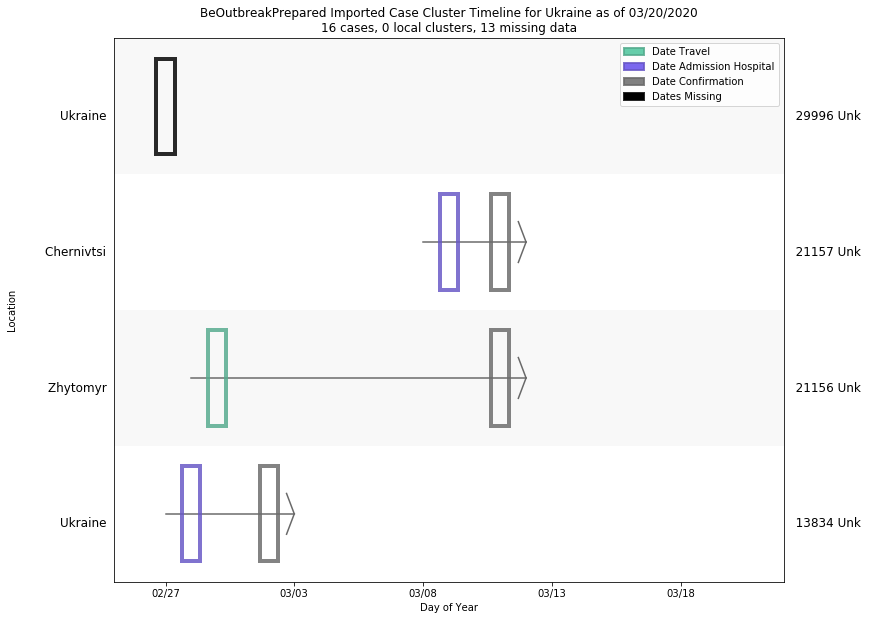 BeOutbreakPrepared Imported Case Cluster Timeline for Ukraine as of 03/20/2020
16 cases, 0 local clusters, 13 missing data
Date Travel
Date Admission Hospital
Date Confirmation
Dates Missing
Ukraine
29996 Unk
Chernivtsi
21157 Unk
Location
Zhytomyr
21156 Unk
Ukraine
13834 Unk
02/27
03/03
03/08
03/13
03/18
Day of Year